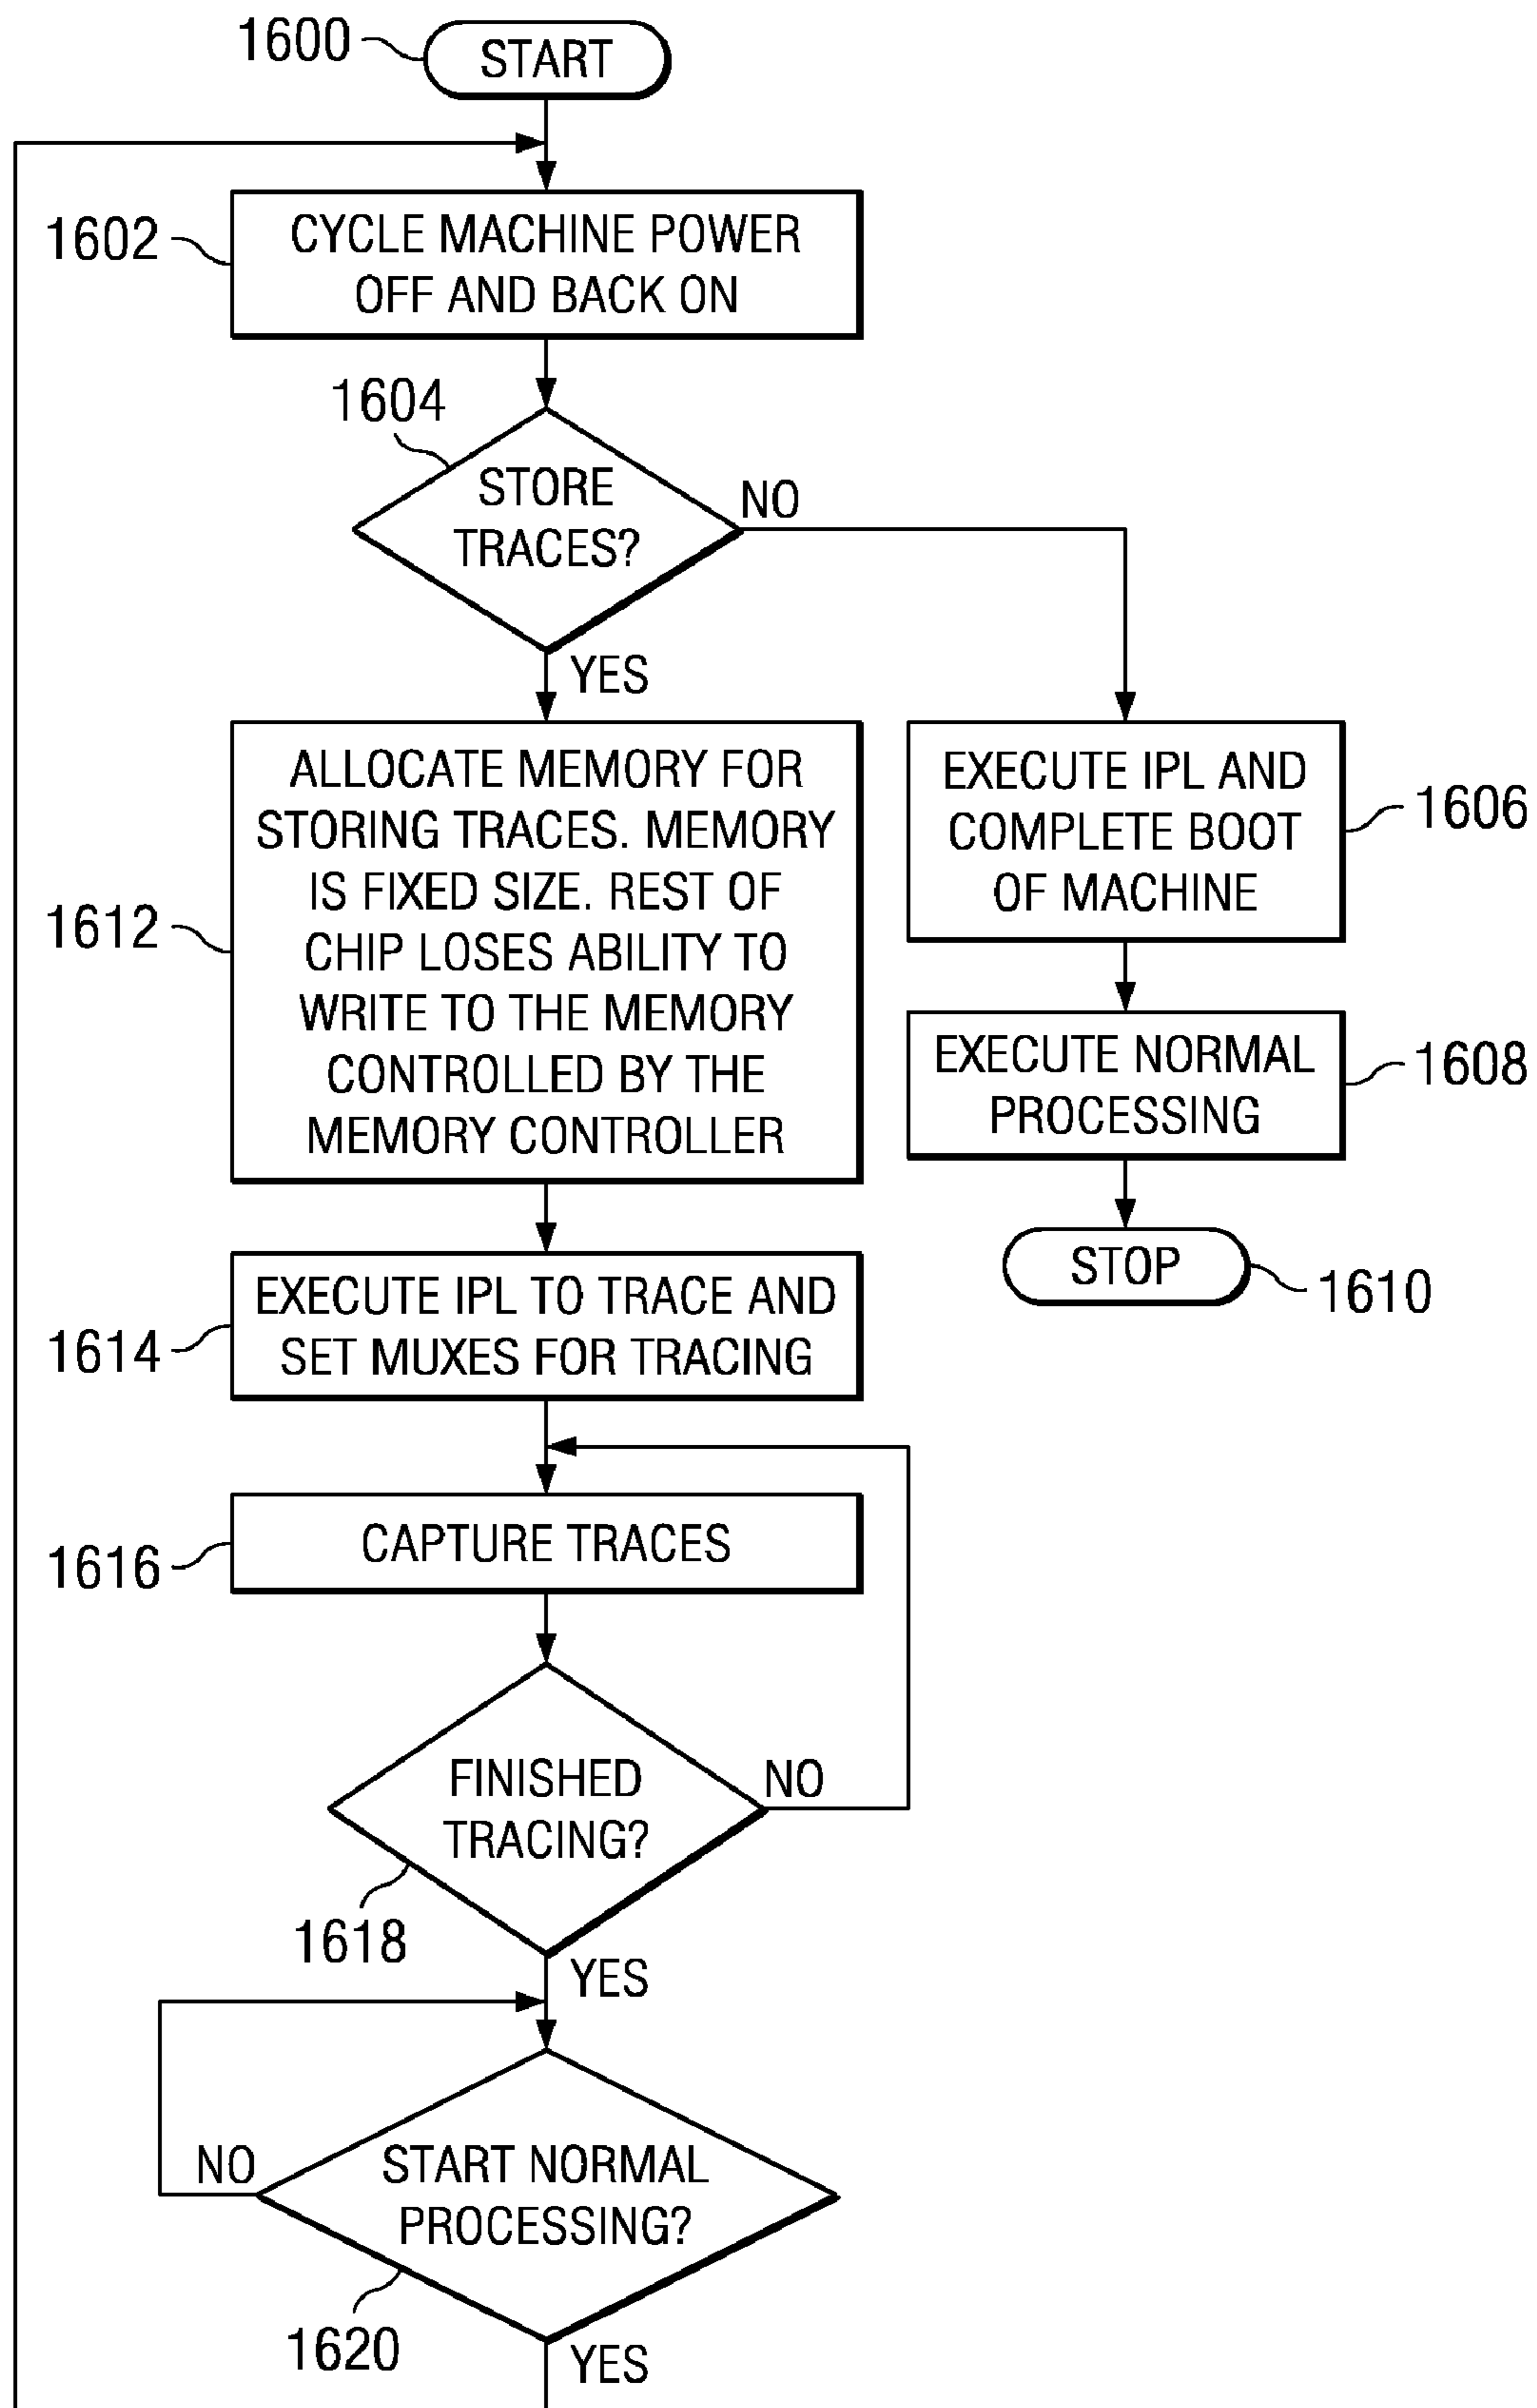 1600
START
1602
CYCLE MACHINE POWER
OFF AND BACK ON
1604
STORE
TRACES?
NO
YES
ALLOCATE MEMORY FOR
STORING TRACES. MEMORY
IS FIXED SIZE. REST OF
CHIP LOSES ABILITY TO
WRITE TO THE MEMORY
CONTROLLED BY THE
MEMORY CONTROLLER
1612
EXECUTE IPL AND
COMPLETE BOOT
OF MACHINE
1606
EXECUTE NORMAL
PROCESSING
1608
STOP
1610
EXECUTE IPL TO TRACE AND
SET MUXES FOR TRACING
1614
CAPTURE TRACES
1616
FINISHED
TRACING?
NO
1618
YES
START NORMAL
PROCESSING?
NO
1620
YES